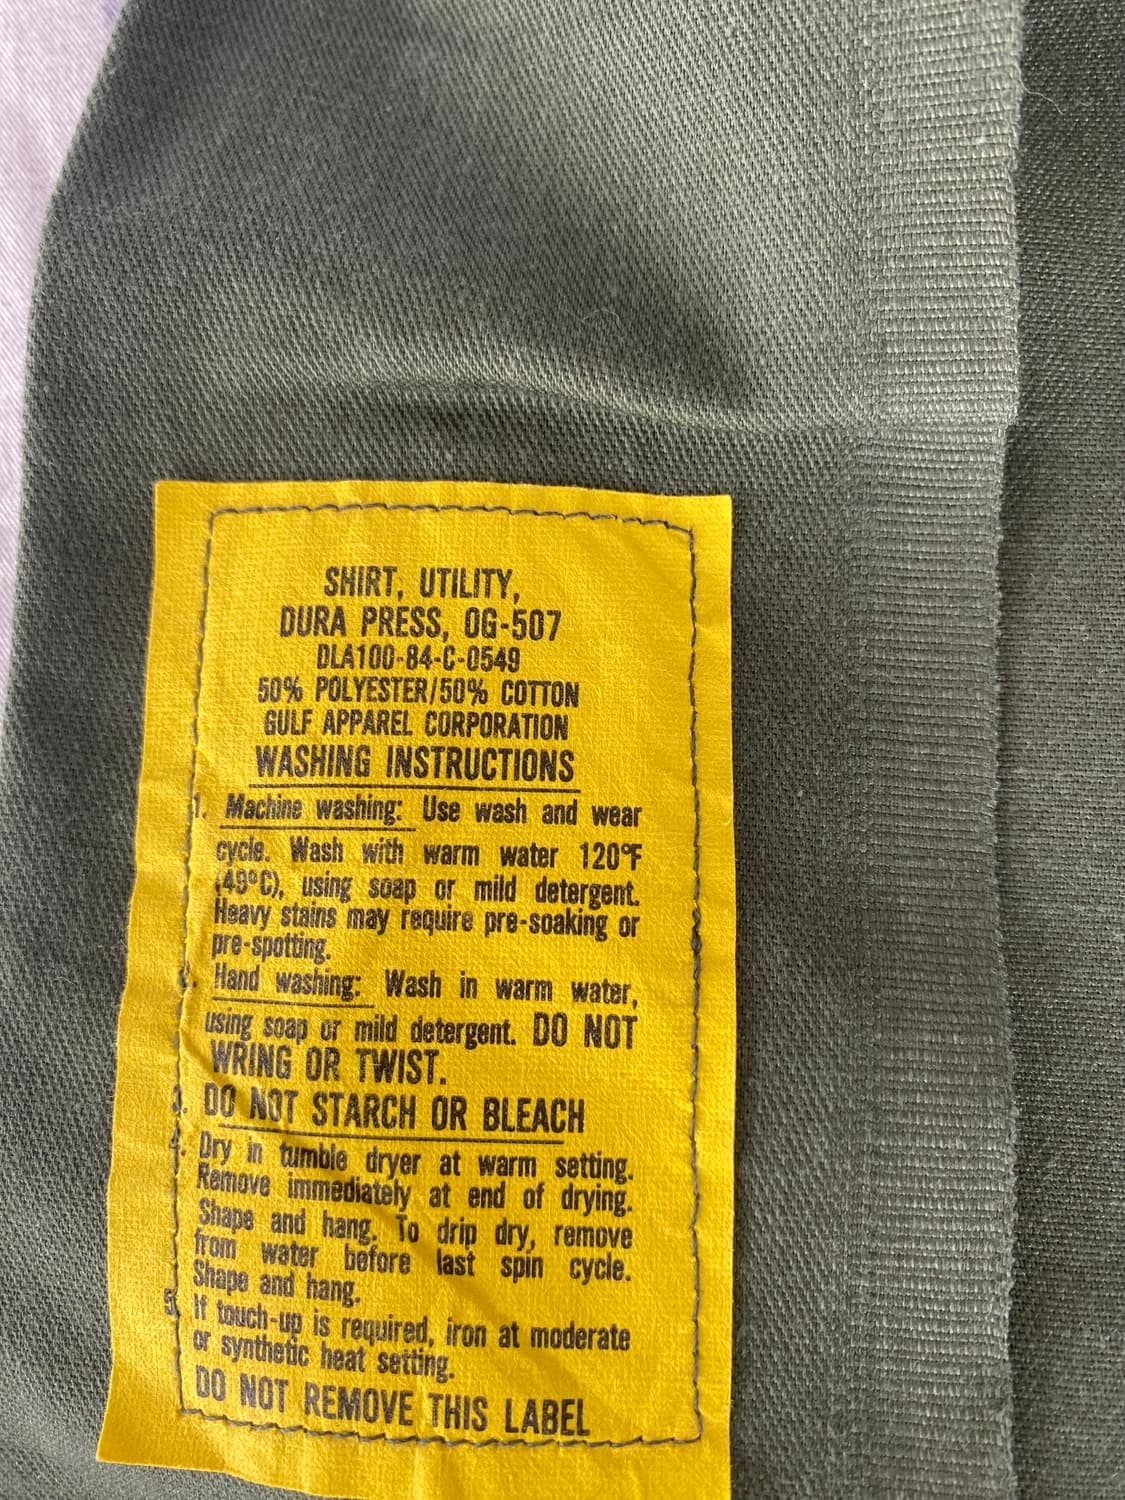 SHIRT, UTILITY,
DURA PRESS, OG-507
DLA100-84-C-0549
50% POLYESTER/50% COTTON
GULF APPAREL CORPORATION
WASHING INSTRUCTIONS
1. Machine washing: Use wash and wear
cycle. Wash with warm water 120°F
(49°C), using soap or mild detergent.
Heavy stains may require pre-soaking or
pre-spotting.
Hand washing: Wash in warm water,
using soap or mild detergent. DO NOT
WRING OR TWIST.
3. DO NOT STARCH OR BLEACH
4. Dry in tumble dryer at warm setting.
Remove immediately at end of drying.
Shape and hang. To drip dry, remove
from water before last spin cycle.
Shape and hang.
5. If touch-up is required, iron at moderate
or synthetic heat setting.
DO NOT REMOVE THIS LABEL